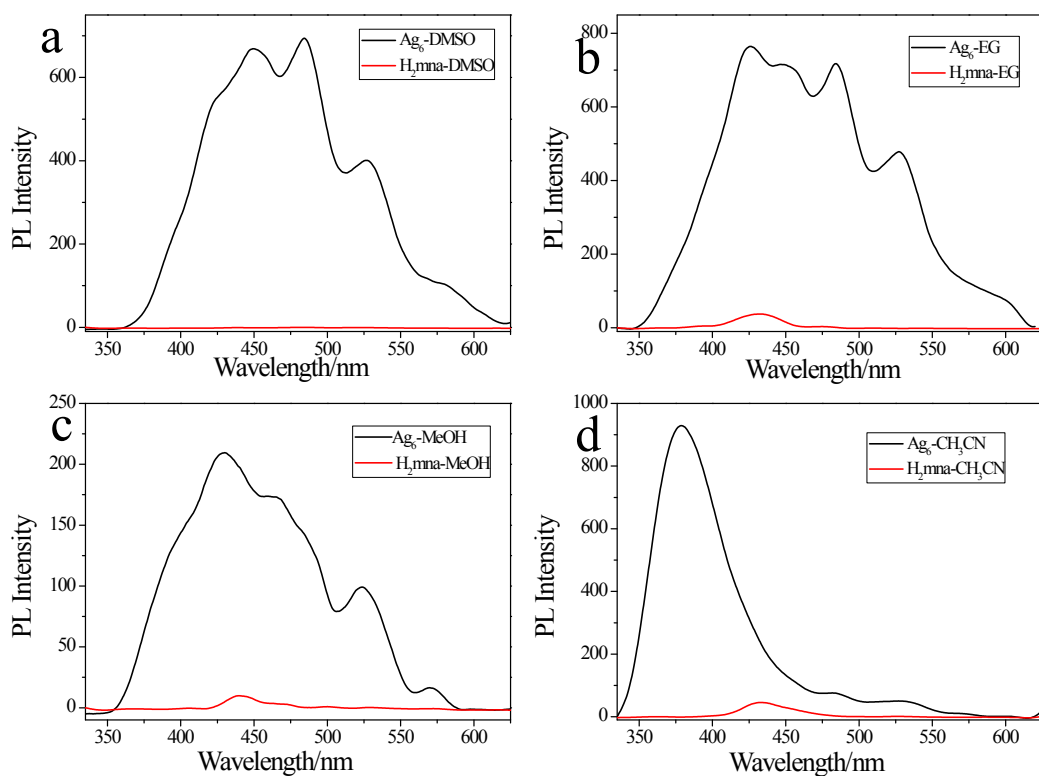 a
Ag6-DMSO
H2mna-DMSO
600
400
200
0
PL Intensity
350 400 450 500 550 600
Wavelength/nm
b
Ag6-EG
H2mna-EG
800
600
400
200
0
PL Intensity
350 400 450 500 550 600
Wavelength/nm
c
Ag6-MeOH
H2mna-MeOH
250
200
150
100
50
0
PL Intensity
350 400 450 500 550 600
Wavelength/nm
d
Ag6-CH3CN
H2mna-CH3CN
1000
800
600
400
200
0
PL Intensity
350 400 450 500 550 600
Wavelength/nm